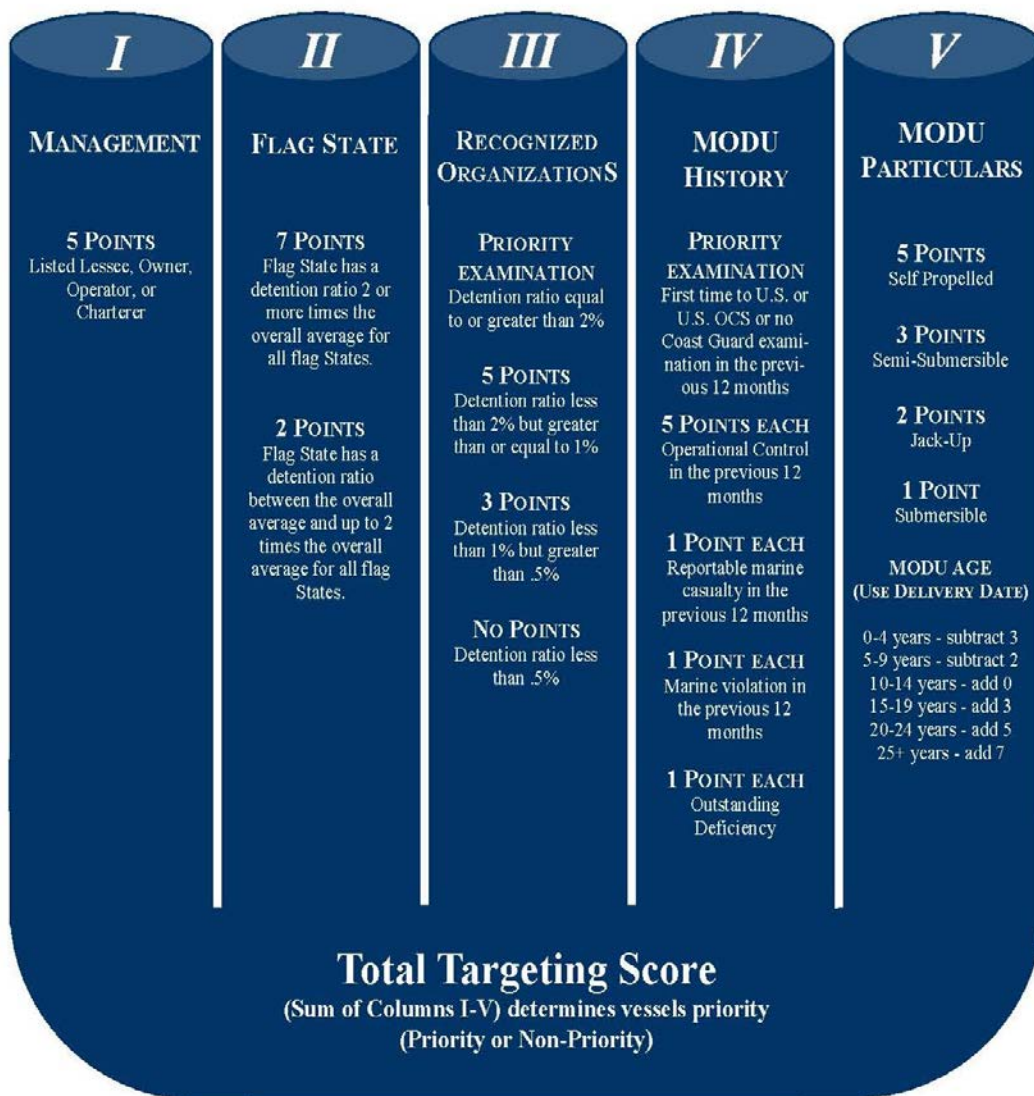 I
MANAGEMENT
5 POINTS
Listed Lessee, Owner,
Operator, or
Charterer
II
FLAG STATE
7 POINTS
Flag State has a
detention ratio 2 or
more times the
overall average for
all flag States.
2 POINTS
Flag State has a
detention ratio
between the overall
average and up to 2
times the overall
average for all flag
States.
III
RECOGNIZED
ORGANIZATIONS
PRIORITY
EXAMINATION
Detention ratio equal
to or greater than 2%
5 POINTS
Detention ratio less
than 2% but greater
than or equal to 1%
3 POINTS
Detention ratio less
than 1% but greater
than .5%
NO POINTS
Detention ratio less
than .5%
IV
MODU
HISTORY
PRIORITY
EXAMINATION
First time to U.S. or
U.S. OCS or no
Coast Guard exami-
nation in the previ-
ous 12 months
5 POINTS EACH
Operational Control
in the previous 12
months
1 POINT EACH
Reportable marine
casualty in the
previous 12 months
1 POINT EACH
Marine violation in
the previous 12
months
1 POINT EACH
Outstanding
Deficiency
V
MODU
PARTICULARS
5 POINTS
Self Propelled
3 POINTS
Semi-Submersible
2 POINTS
Jack-Up
1 POINT
Submersible
MODU AGE
(USE DELIVERY DATE)
0-4 years - subtract 3
5-9 years - subtract 2
10-14 years - add 0
15-19 years - add 3
20-24 years - add 5
25+ years - add 7
Total Targeting Score
(Sum of Columns I-V) determines vessels priority
(Priority or Non-Priority)